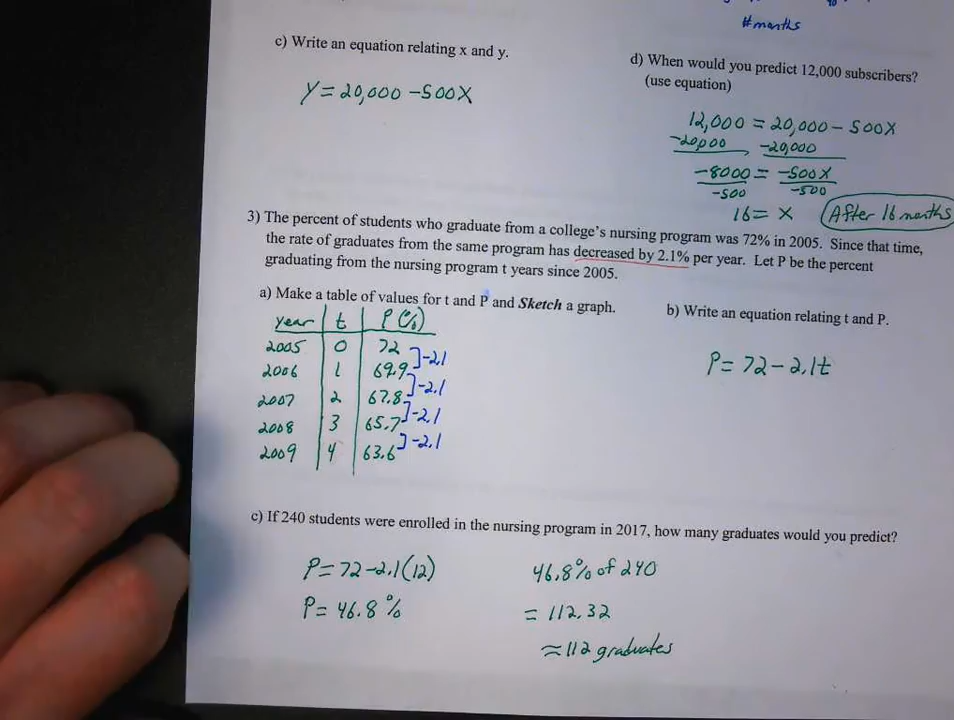 # months
c) Write an equation relating x and y.
y = 20,000 - 500x
d) When would you predict 12,000 subscribers?
(use equation)
12,000 = 20,000 - 500x
-20,000 -20,000
-8000 = -500x
-500 -500
16 = x After 16 months
3) The percent of students who graduate from a college's nursing program was 72% in 2005. Since that time,
the rate of graduates from the same program has decreased by 2.1% per year. Let P be the percent
graduating from the nursing program t years since 2005.
a) Make a table of values for t and P and Sketch a graph.
year t P(%)
2005 0 72
]-2.1
2006 1 69.9
]-2.1
2007 2 67.8
]-2.1
2008 3 65.7
]-2.1
2009 4 63.6
b) Write an equation relating t and P.
P = 72 - 2.1t
c) If 240 students were enrolled in the nursing program in 2017, how many graduates would you predict?
P = 72 - 2.1(12)
P = 46.8%
46.8% of 240
= 112.32
≈ 112 graduates